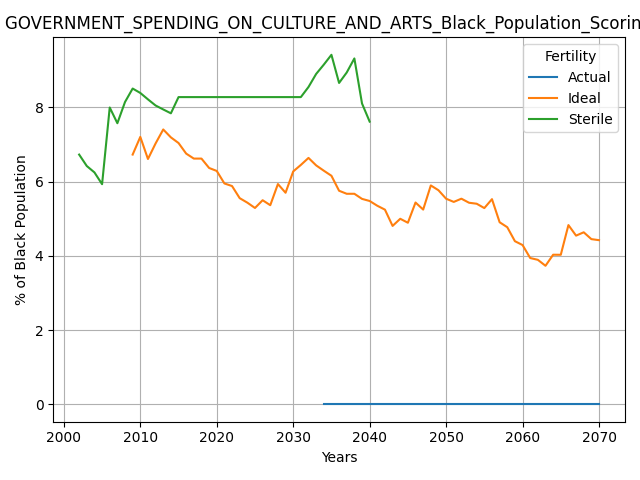 GOVERNMENT_SPENDING_ON_CULTURE_AND_ARTS_Black_Population_Scorin
Fertility
Actual
Ideal
Sterile
% of Black Population
8
6
4
2
0
2000 2010 2020 2030 2040 2050 2060 2070
Years